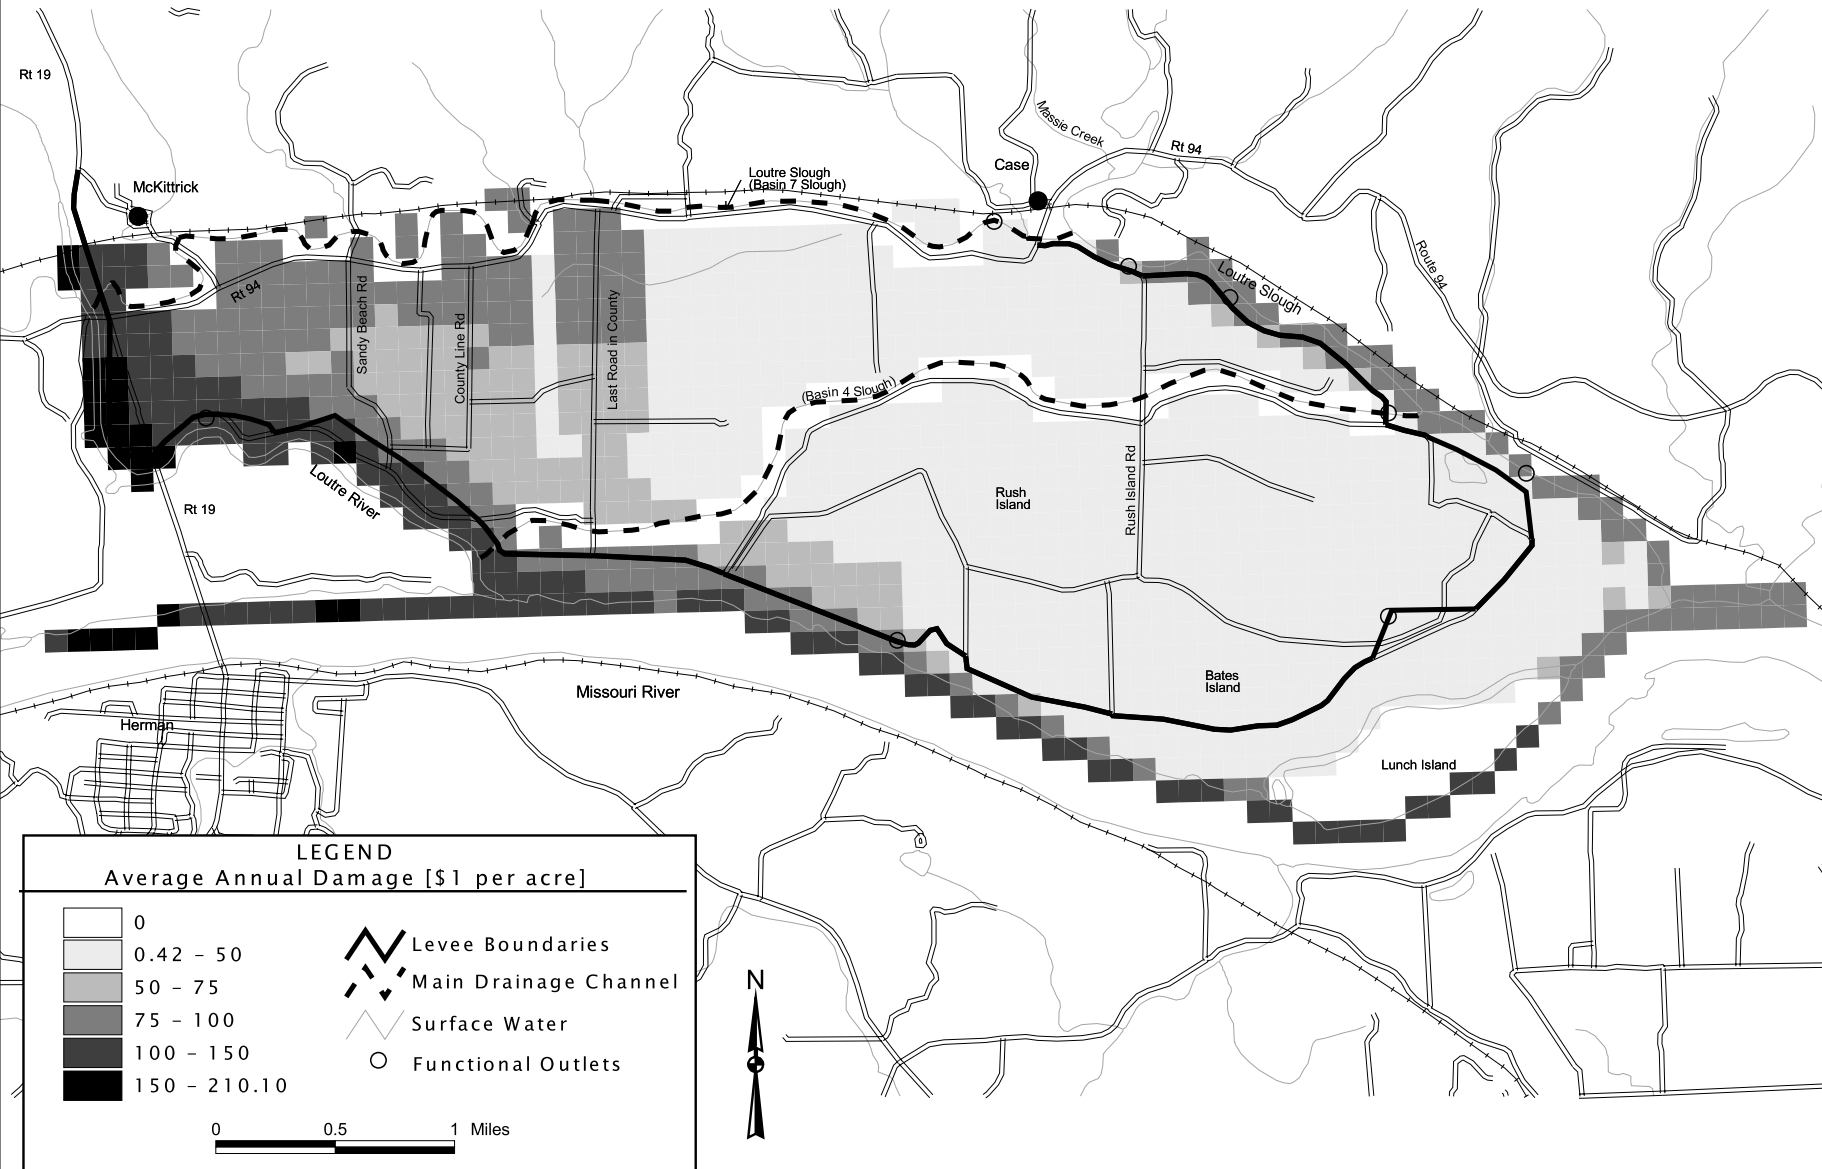 Rt 19
McKittrick
Loutre Slough
(Basin 7 Slough)
Case
Massie Creek
Rt 94
Route 94
Loutre Slough
Rt 94
Sandy Beach Rd
County Line Rd
Last Road in County
(Basin 4 Slough)
Rush Island Rd
Rush
Island
Loutre River
Rt 19
Bates
Island
Missouri River
Herman
Lunch Island
LEGEND
Average Annual Damage [$1 per acre]
0
0.42 – 50
50 – 75
75 – 100
100 – 150
150 – 210.10
Levee Boundaries
Main Drainage Channel
Surface Water
Functional Outlets
0 0.5 1 Miles
N